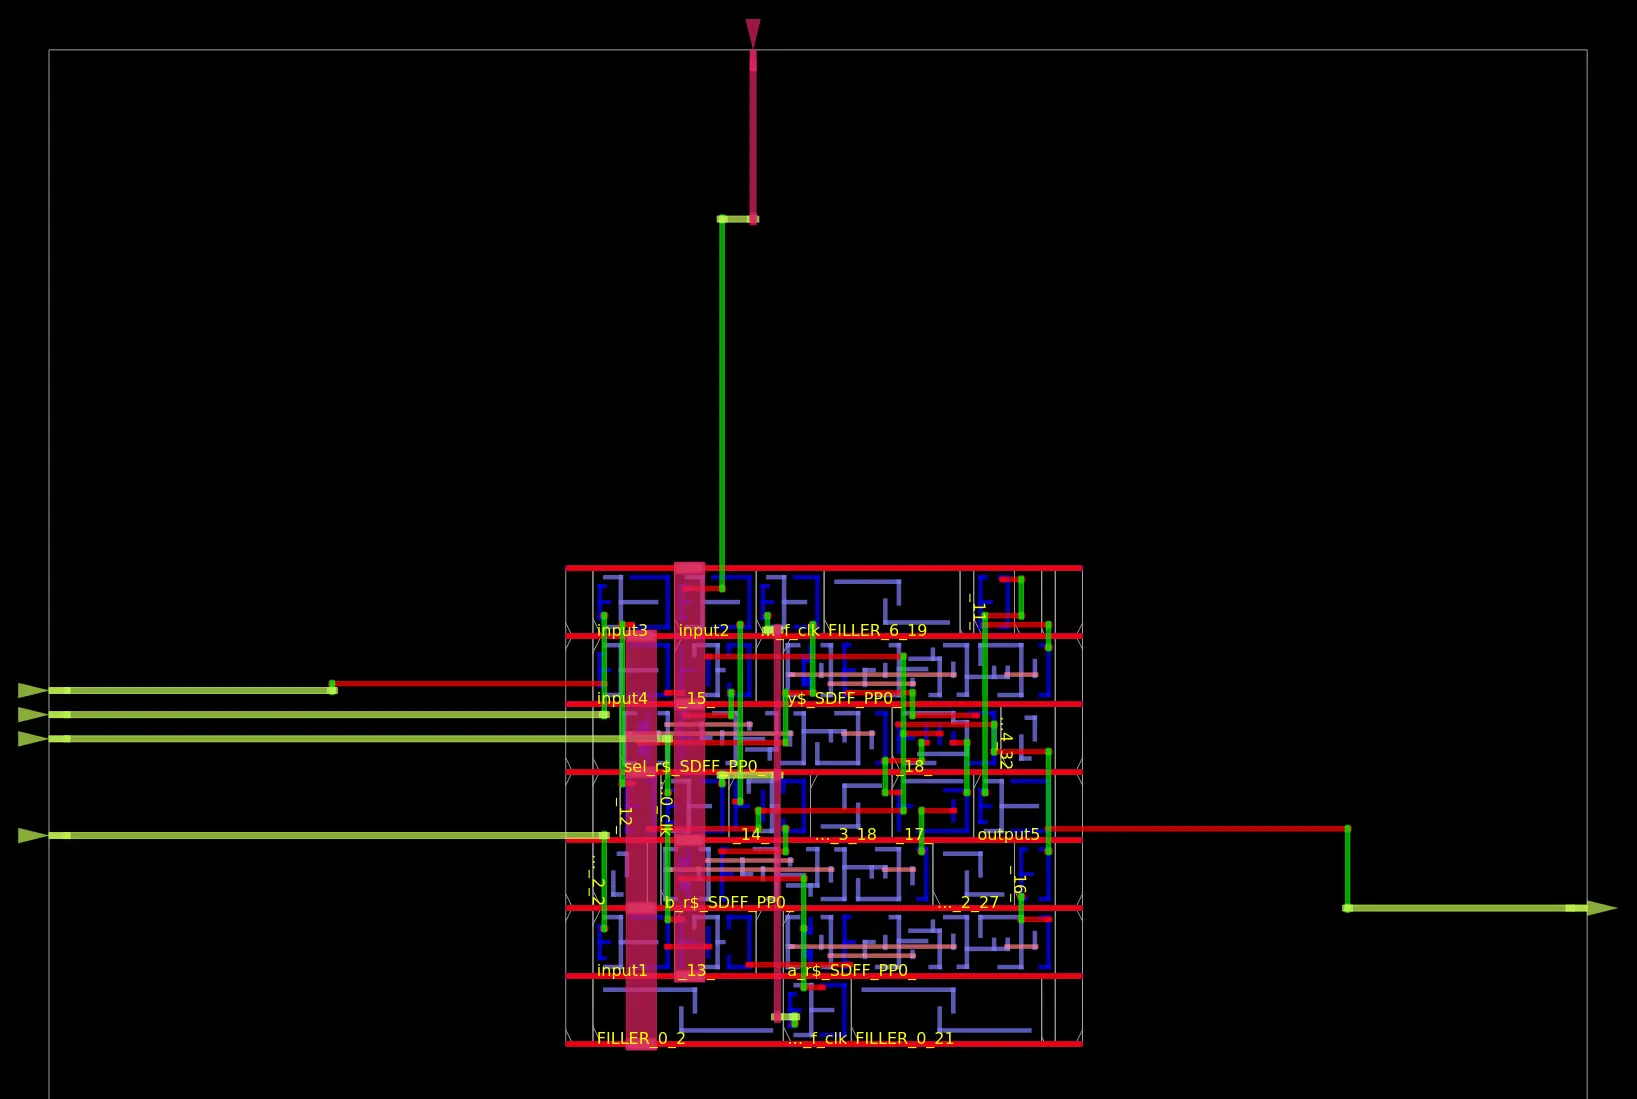 input3
input2
..._f_clk
FILLER_6_19
_11_
input4
_15_
y$_SDFF_PP0_
sel_r$_SDFF_PP0_
_18_
..._4_32
_12_
...0_clk
_14_
..._3_18
_17_
output5
..._2_2
b_r$_SDFF_PP0_
..._2_27
_16_
input1
_13_
a_r$_SDFF_PP0_
FILLER_0_2
..._f_clk
FILLER_0_21